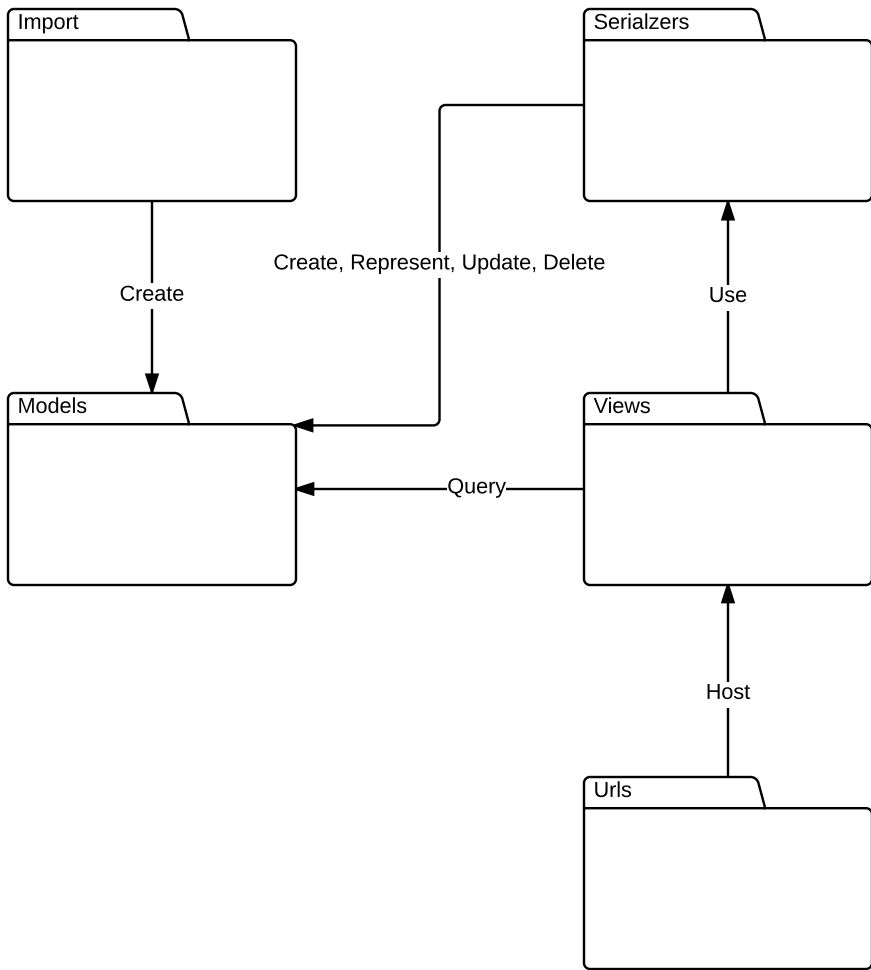 Import
Serialzers
Create, Represent, Update, Delete
Create
Use
Models
Views
Query
Host
Urls